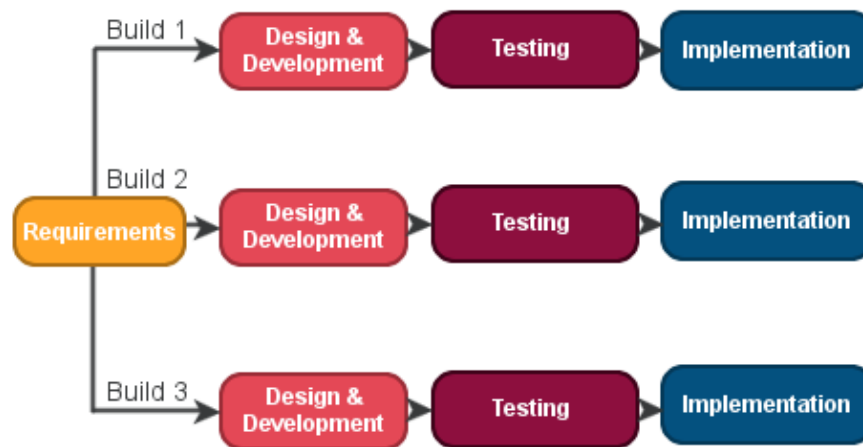 Build 1
Design &
Development
Testing
Implementation
Build 2
Requirements
Design &
Development
Testing
Implementation
Build 3
Design &
Development
Testing
Implementation